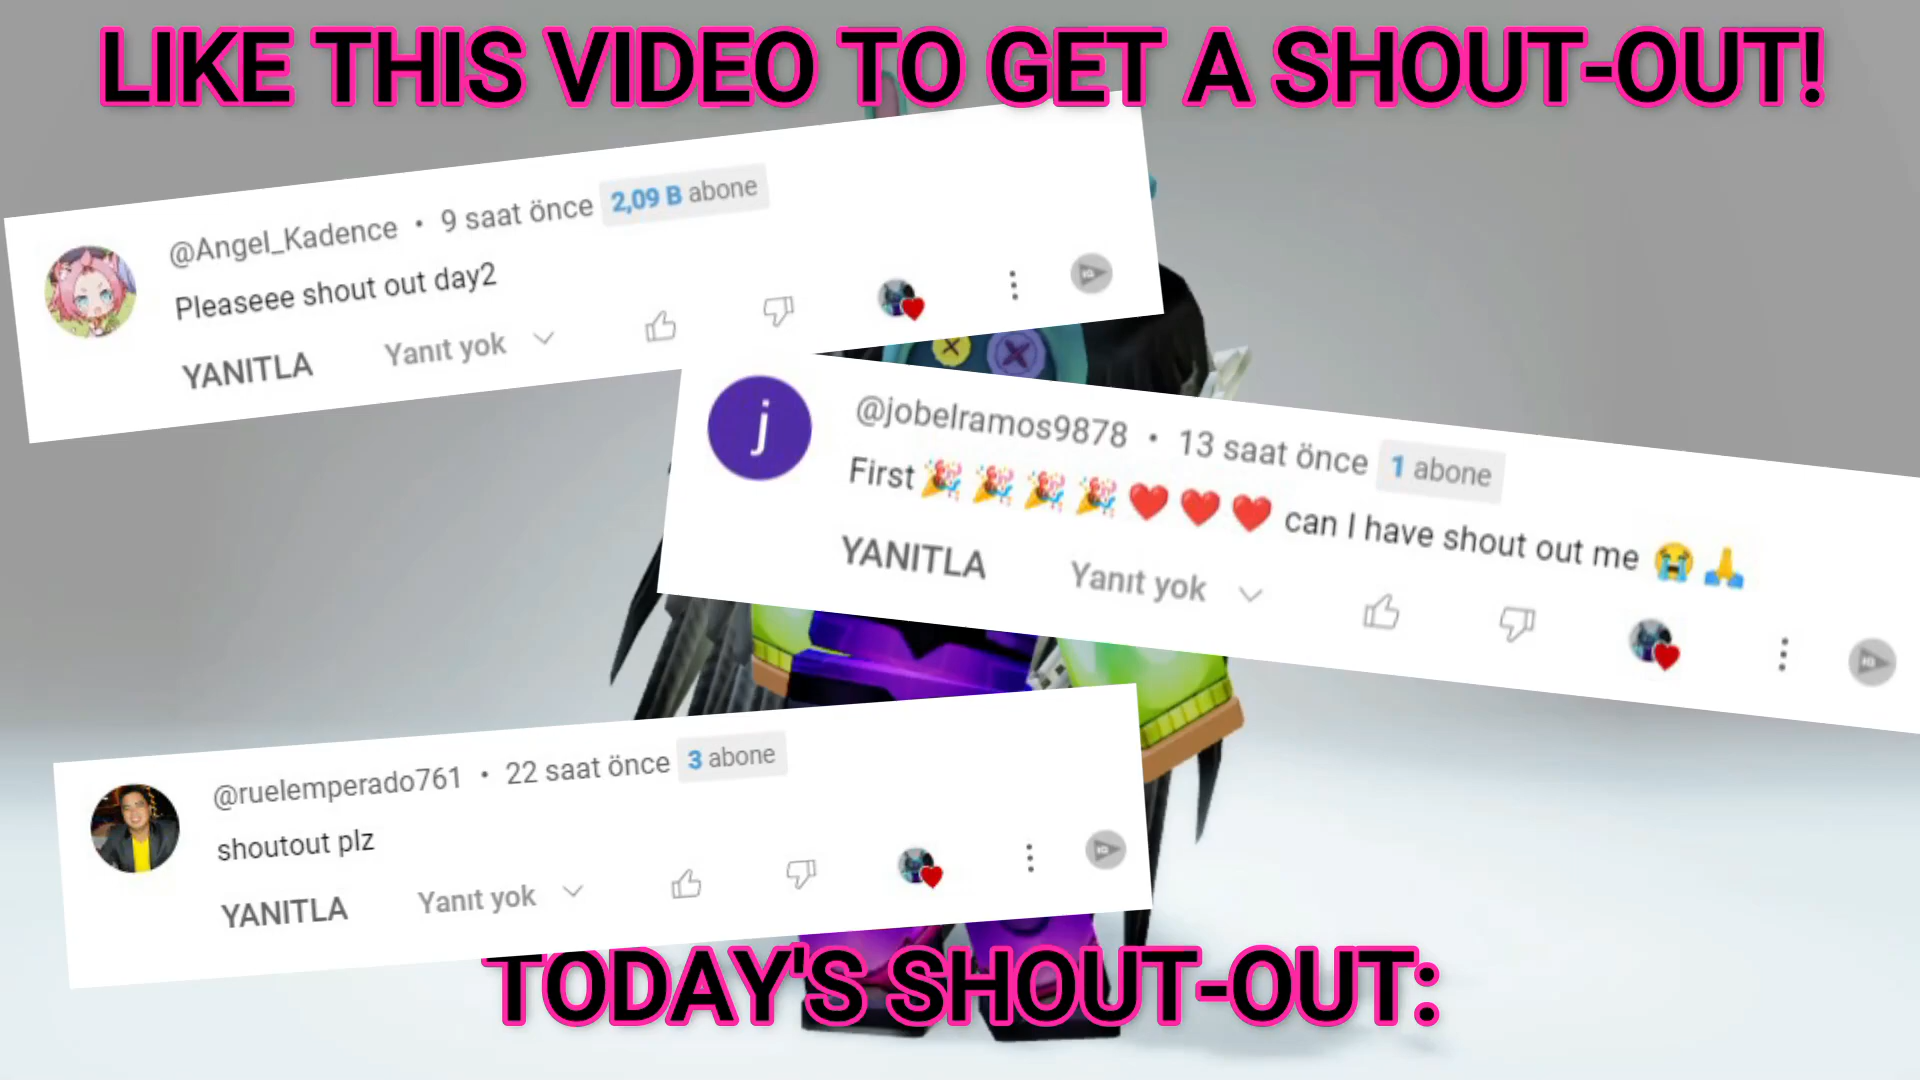 LIKE THIS VIDEO TO GET A SHOUT-OUT!
@Angel_Kadence • 9 saat önce 2,09 B abone
Pleaseee shout out day2
YANITLA Yanıt yok
j
@jobelramos9878 • 13 saat önce 1 abone
First 🎉 🎉 🎉 🎉 ❤️ ❤️ ❤️ can I have shout out me 😭 🙏
YANITLA Yanıt yok
@ruelemperado761 • 22 saat önce 3 abone
shoutout plz
YANITLA Yanıt yok
TODAY'S SHOUT-OUT: